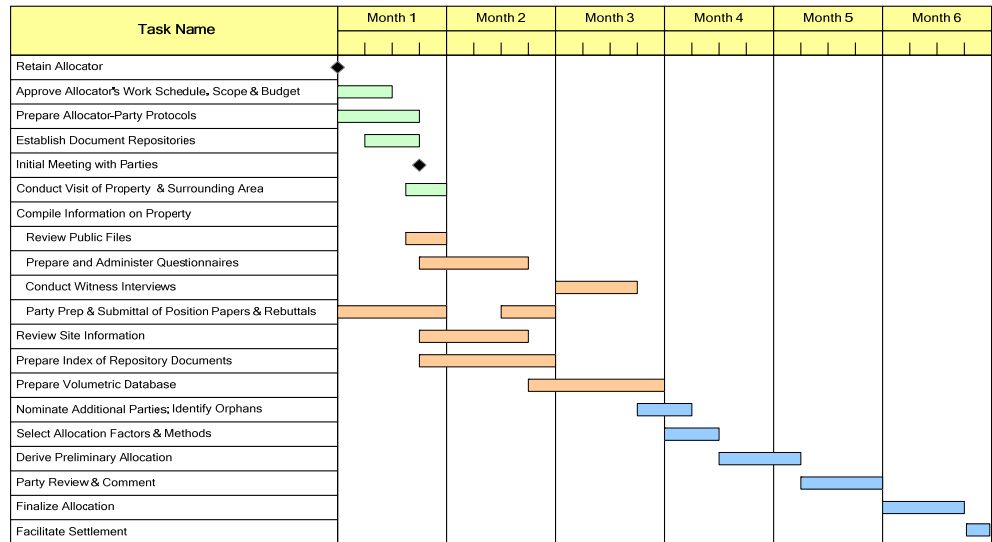 Task Name
Month 1 Month 2 Month 3 Month 4 Month 5 Month 6
Retain Allocator
Approve Allocator's Work Schedule, Scope & Budget
Prepare Allocator-Party Protocols
Establish Document Repositories
Initial Meeting with Parties
Conduct Visit of Property & Surrounding Area
Compile Information on Property
Review Public Files
Prepare and Administer Questionnaires
Conduct Witness Interviews
Party Prep & Submittal of Position Papers & Rebuttals
Review Site Information
Prepare Index of Repository Documents
Prepare Volumetric Database
Nominate Additional Parties; Identify Orphans
Select Allocation Factors & Methods
Derive Preliminary Allocation
Party Review & Comment
Finalize Allocation
Facilitate Settlement